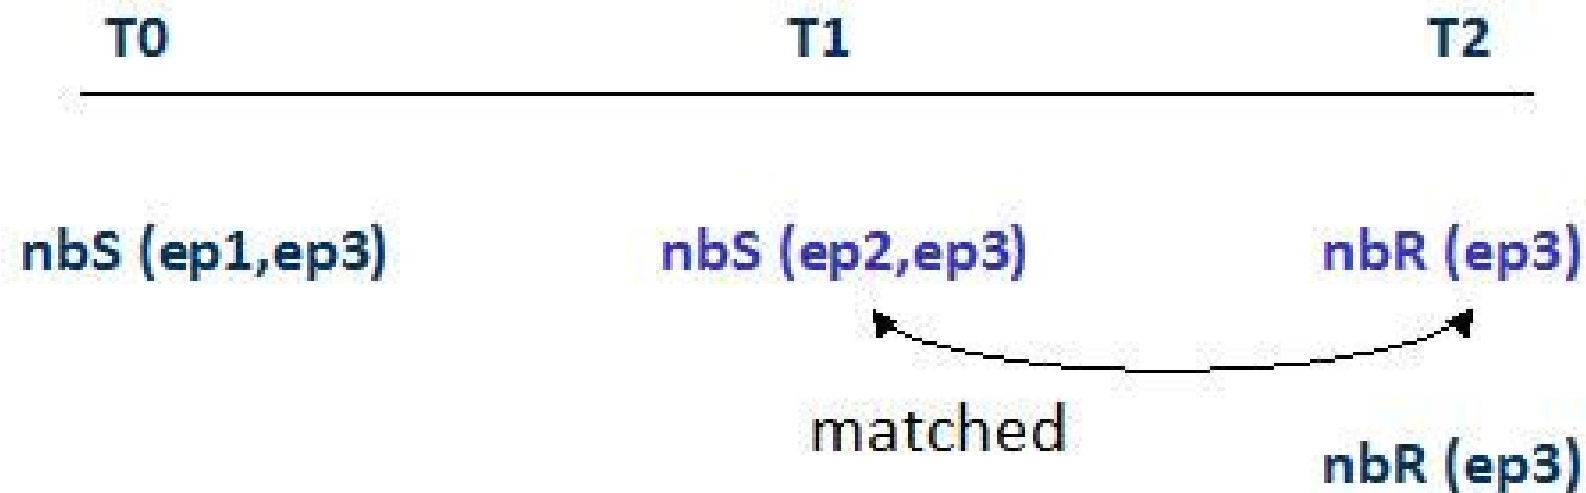 T0 T1 T2
nbS (ep1,ep3) nbS (ep2,ep3) nbR (ep3)
matched
nbR (ep3)